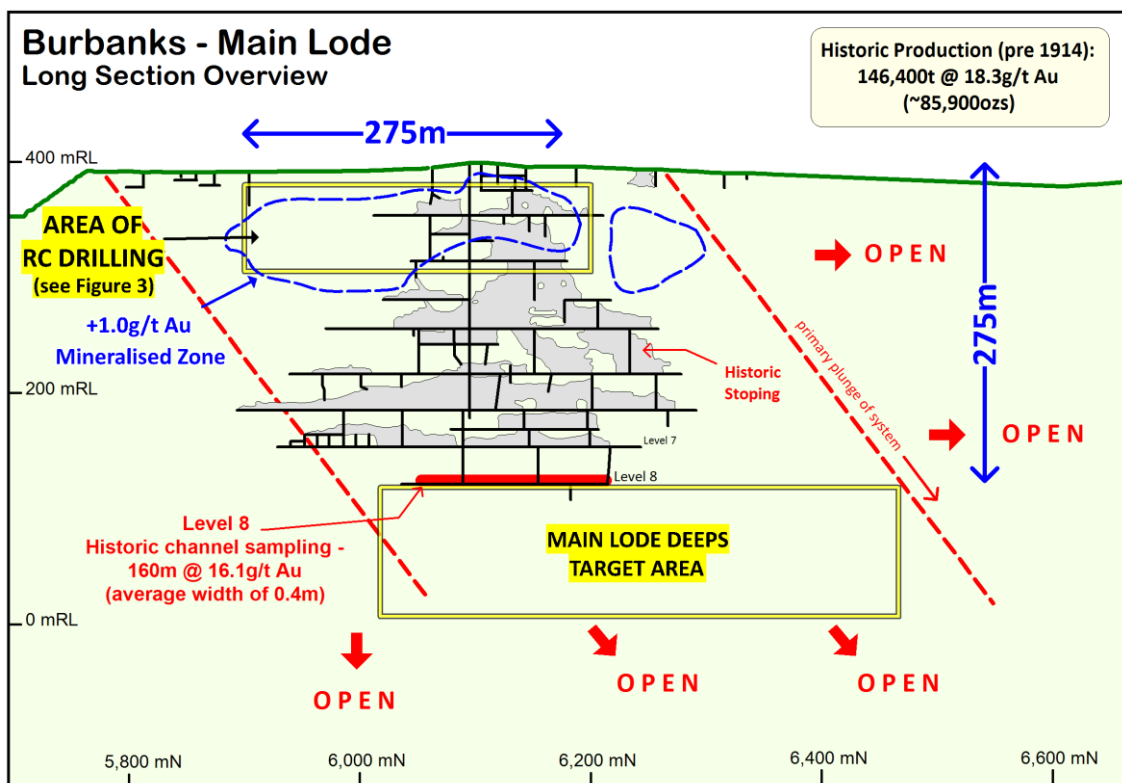 Burbanks - Main Lode
Long Section Overview
Historic Production (pre 1914):
146,400t @ 18.3g/t Au
(~85,900ozs)
275m
400 mRL
AREA OF
RC DRILLING
(see Figure 3)
+1.0g/t Au
Mineralised Zone
OPEN
275m
primary plunge of system
Historic
Stoping
200 mRL
OPEN
Level 7
Level 8
Level 8
Historic channel sampling -
160m @ 16.1g/t Au
(average width of 0.4m)
MAIN LODE DEEPS
TARGET AREA
0 mRL
OPEN
OPEN
OPEN
5,800 mN
6,000 mN
6,200 mN
6,400 mN
6,600 mN